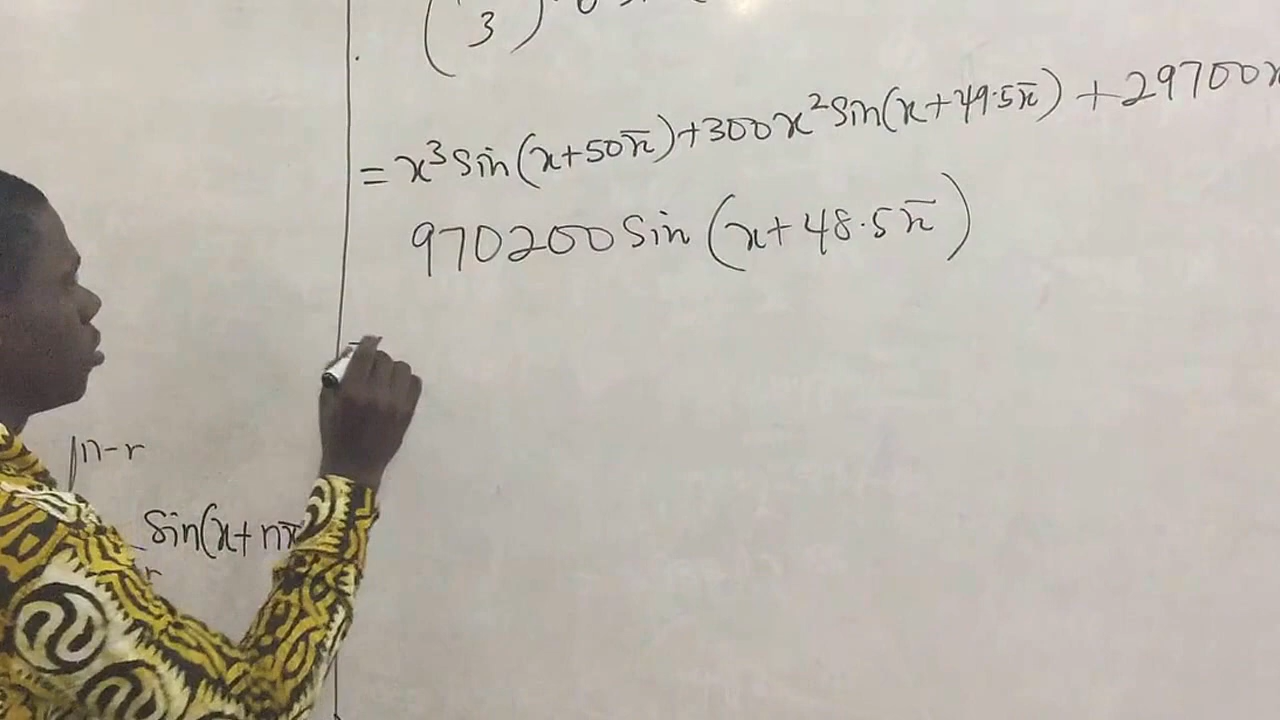 3
= x³ sin(x+50π)+300x² sin(x+49.5π) + 29700x
970200 sin (x+48.5π)
n-r
sin(x+nπ
r